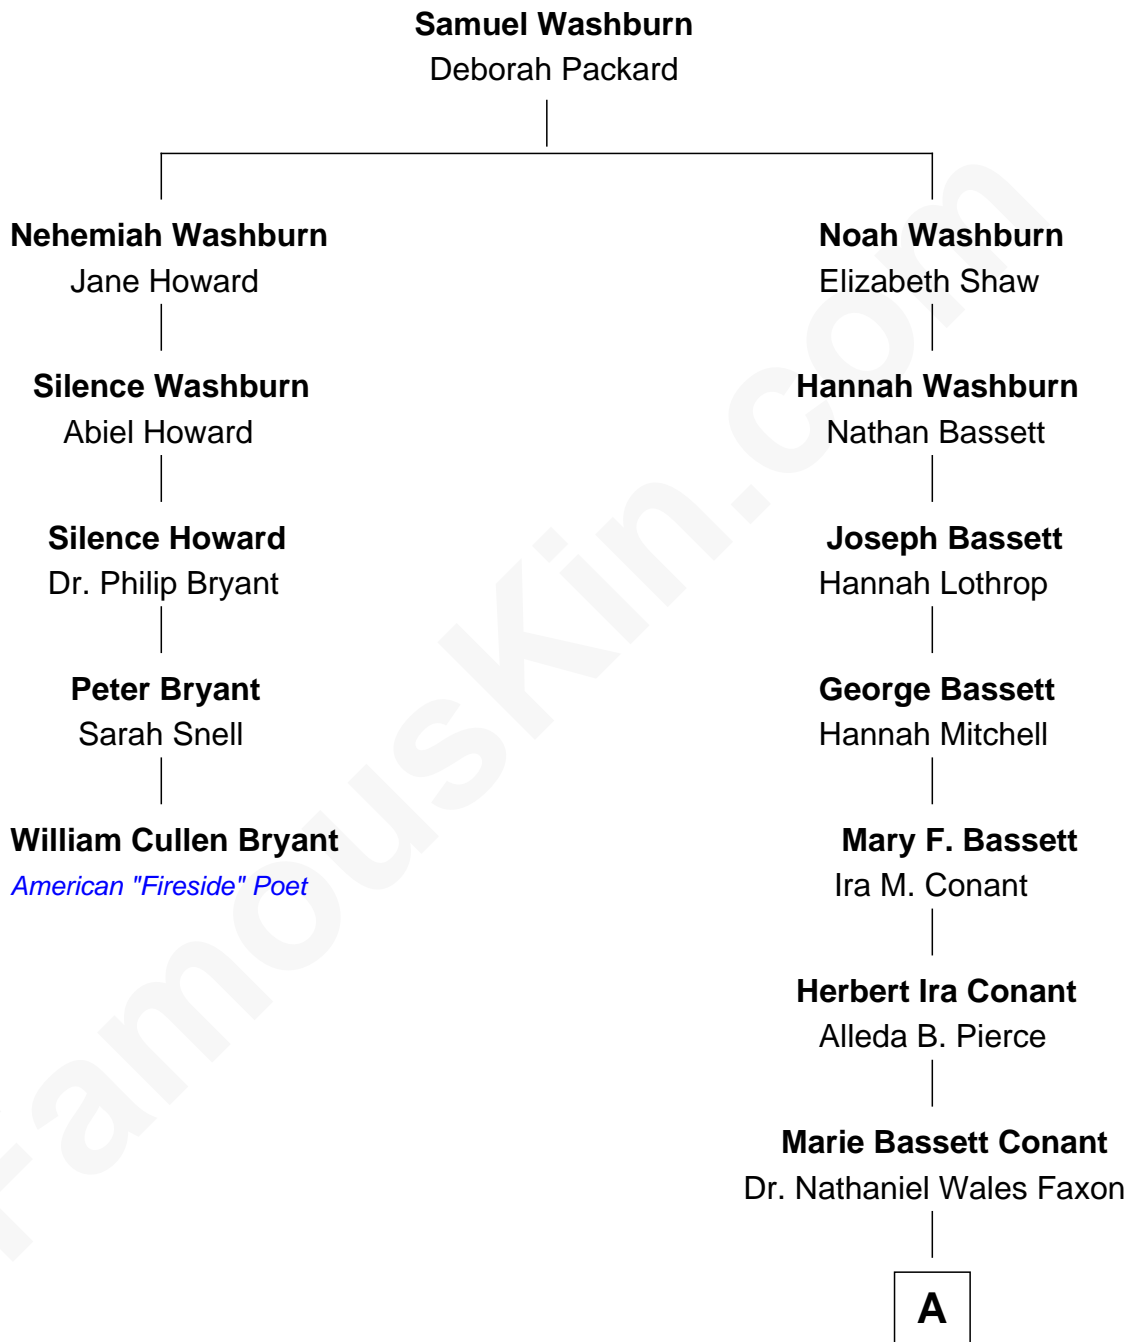 Samuel Washburn
Deborah Packard
Nehemiah Washburn
Jane Howard
Silence Washburn
Abiel Howard
Silence Howard
Dr. Philip Bryant
Peter Bryant
Sarah Snell
William Cullen Bryant
American "Fireside" Poet
Noah Washburn
Elizabeth Shaw
Hannah Washburn
Nathan Bassett
Joseph Bassett
Hannah Lothrop
George Bassett
Hannah Mitchell
Mary F. Bassett
Ira M. Conant
Herbert Ira Conant
Alleda B. Pierce
Marie Bassett Conant
Dr. Nathaniel Wales Faxon
A
FamousKin.com